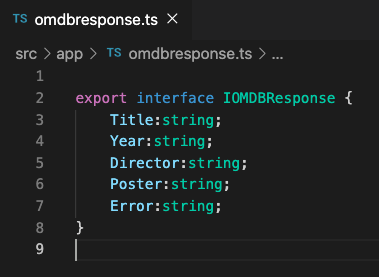 TS omdbresponse.ts ×
src > app > TS omdbresponse.ts > ...
1
2 export interface IOMDBResponse {
3 Title:string;
4 Year:string;
5 Director:string;
6 Poster:string;
7 Error:string;
8 }
9